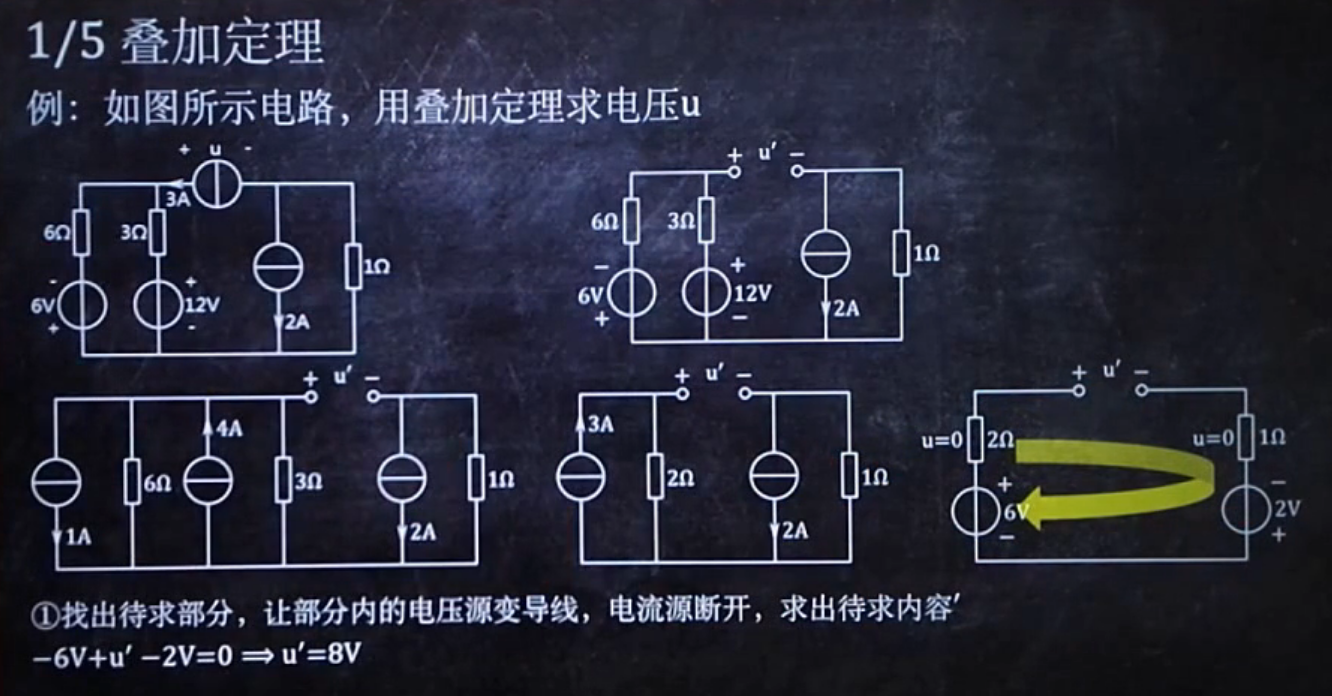 1/5 叠加定理
例：如图所示电路，用叠加定理求电压u
+ u -
3A
6Ω
3Ω
1Ω
-
6V
+
+
12V
-
2A
+ u′ −
6Ω
3Ω
1Ω
−
6V
+
+
12V
−
2A
+ u′ −
4A
6Ω
3Ω
1Ω
1A
2A
+ u′ −
3A
2Ω
1Ω
2A
+ u′ −
u=0
2Ω
u=0
1Ω
+
6V
−
−
2V
+
①找出待求部分，让部分内的电压源变导线，电流源断开，求出待求内容′
−6V+u′ −2V=0 ⟹ u′=8V